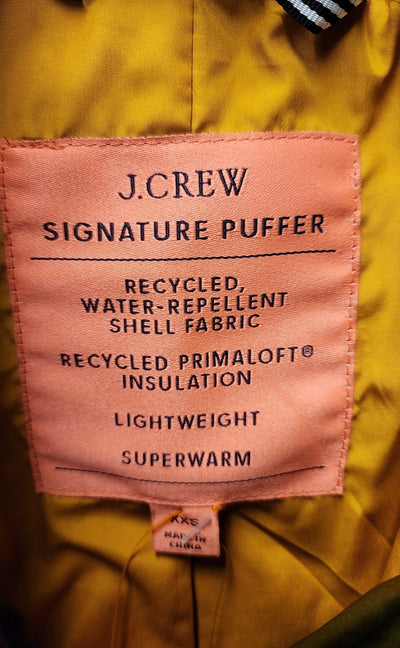 J.CREW
SIGNATURE PUFFER
RECYCLED,
WATER-REPELLENT
SHELL FABRIC
RECYCLED PRIMALOFT®
INSULATION
LIGHTWEIGHT
SUPERWARM
XXS
MADE IN
CHINA